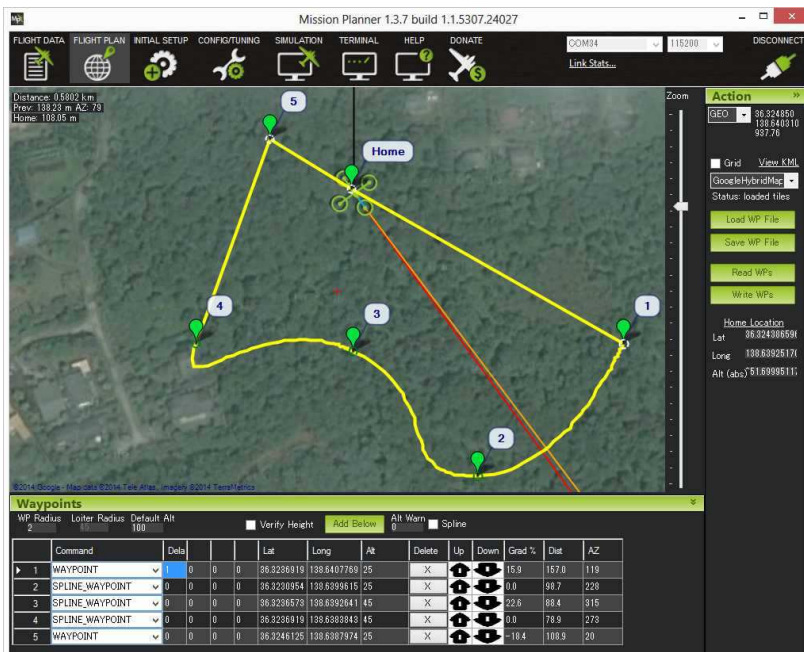 Mission Planner 1.3.7 build 1.1.5307.24027
FLIGHT DATA FLIGHT PLAN INITIAL SETUP CONFIG/TUNING SIMULATION TERMINAL HELP DONATE
COM34 115200 DISCONNECT
Link Stats...
Distance: 0.5802 km
Prev: 138.23 m AZ: 79
Home: 108.05 m
5
Home
1
4
3
2
©2014 Google - Map data ©2014 Tele Atlas, Imagery ©2014 TerraMetrics
Zoom
Action »
GEO 36.324850
138.640310
937.76
Grid View KML
GoogleHybridMap
Status: loaded tiles
Load WP File
Save WP File
Read WPs
Write WPs
Home Location
Lat
Long
Alt (abs)
Waypoints
WP Radius Loiter Radius Default Alt
2 45 100
Verify Height Add Below Alt Warn 0 Spline
Command Dela Lat Long Alt Delete Up Down Grad % Dist AZ
1 WAYPOINT 1 0 0 0 36.3236919 138.6407769 25 X 15.9 157.0 119
2 SPLINE_WAYPOINT 0 0 0 0 36.3230954 138.6399615 25 X 0.0 98.7 228
3 SPLINE_WAYPOINT 0 0 0 0 36.3236573 138.6392641 45 X 22.6 88.4 315
4 SPLINE_WAYPOINT 0 0 0 0 36.3236919 138.6383843 45 X 0.0 78.9 273
5 WAYPOINT 0 0 0 0 36.3246125 138.6387974 25 X -18.4 108.9 20